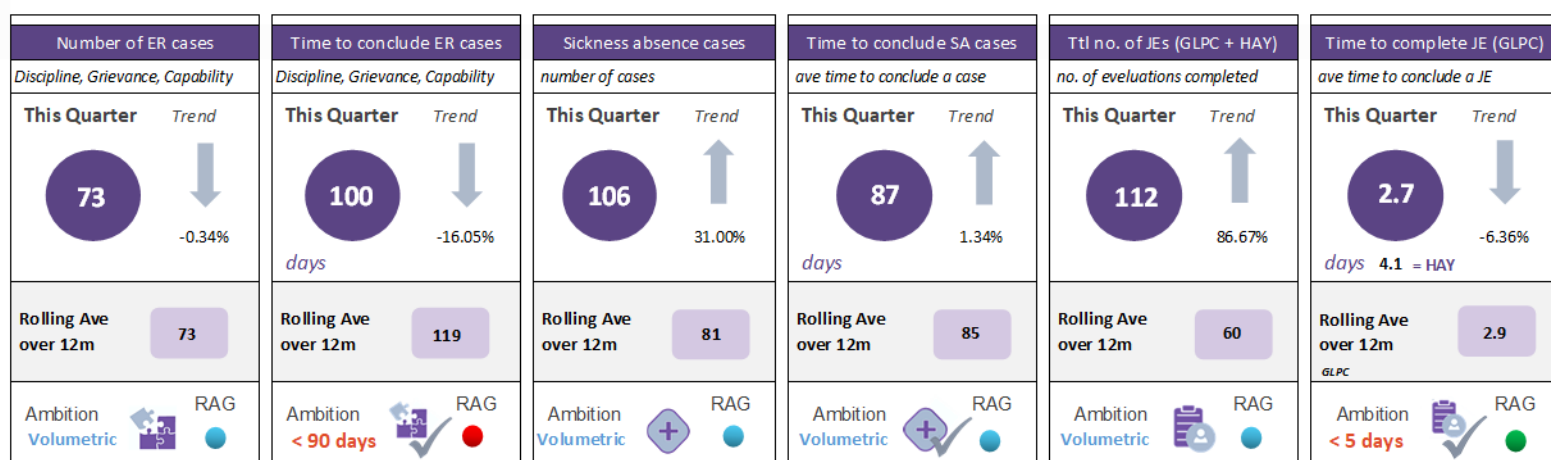 Number of ER cases
Discipline, Grievance, Capability
This Quarter Trend
73
-0.34%
Rolling Ave
over 12m
73
Ambition
Volumetric
RAG
Time to conclude ER cases
Discipline, Grievance, Capability
This Quarter Trend
100
-16.05%
days
Rolling Ave
over 12m
119
Ambition
< 90 days
RAG
Sickness absence cases
number of cases
This Quarter Trend
106
31.00%
Rolling Ave
over 12m
81
Ambition
Volumetric
RAG
Time to conclude SA cases
ave time to conclude a case
This Quarter Trend
87
1.34%
days
Rolling Ave
over 12m
85
Ambition
Volumetric
RAG
Ttl no. of JEs (GLPC + HAY)
no. of eveluations completed
This Quarter Trend
112
86.67%
Rolling Ave
over 12m
60
Ambition
Volumetric
RAG
Time to complete JE (GLPC)
ave time to conclude a JE
This Quarter Trend
2.7
-6.36%
days 4.1 = HAY
Rolling Ave
over 12m
2.9
GLPC
Ambition
< 5 days
RAG